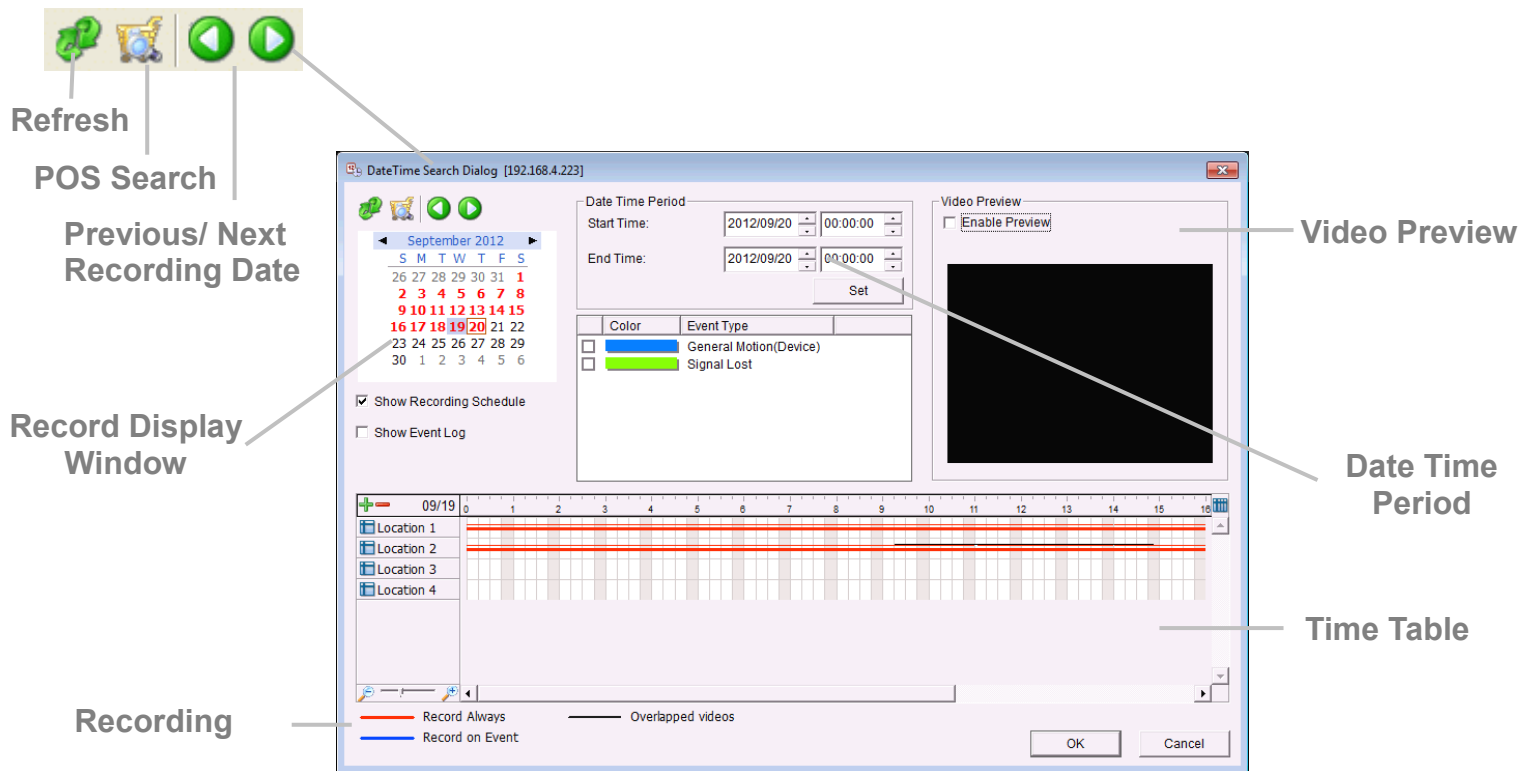 Refresh
POS Search
Previous/ Next
Recording Date
DateTime Search Dialog [192.168.4.223]
September 2012
S M T W T F S
26 27 28 29 30 31 1
2 3 4 5 6 7 8
9 10 11 12 13 14 15
16 17 18 19 20 21 22
23 24 25 26 27 28 29
30 1 2 3 4 5 6
Show Recording Schedule
Show Event Log
Date Time Period
Start Time: 2012/09/20 00:00:00
End Time: 2012/09/20 00:00:00
Set
Color Event Type
General Motion(Device)
Signal Lost
Video Preview
Enable Preview
Video Preview
Record Display
Window
Date Time
Period
09/19 0 1 2 3 4 5 6 7 8 9 10 11 12 13 14 15 16
Location 1
Location 2
Location 3
Location 4
Time Table
Recording
Record Always Overlapped videos
Record on Event
OK Cancel